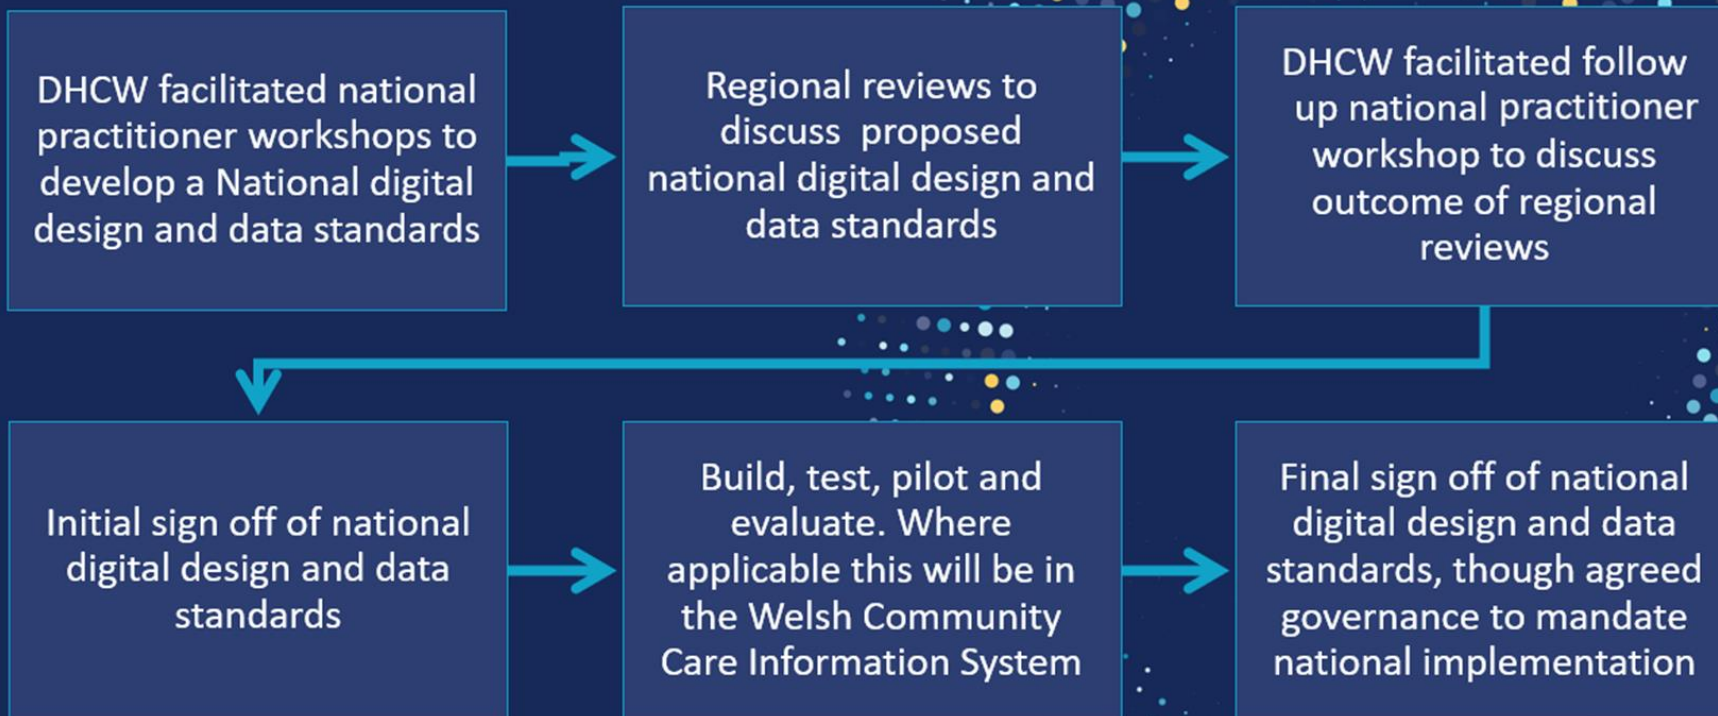 DHCW facilitated national
practitioner workshops to
develop a National digital
design and data standards
Regional reviews to
discuss proposed
national digital design and
data standards
DHCW facilitated follow
up national practitioner
workshop to discuss
outcome of regional
reviews
Initial sign off of national
digital design and data
standards
Build, test, pilot and
evaluate. Where
applicable this will be in
the Welsh Community
Care Information System
Final sign off of national
digital design and data
standards, though agreed
governance to mandate
national implementation